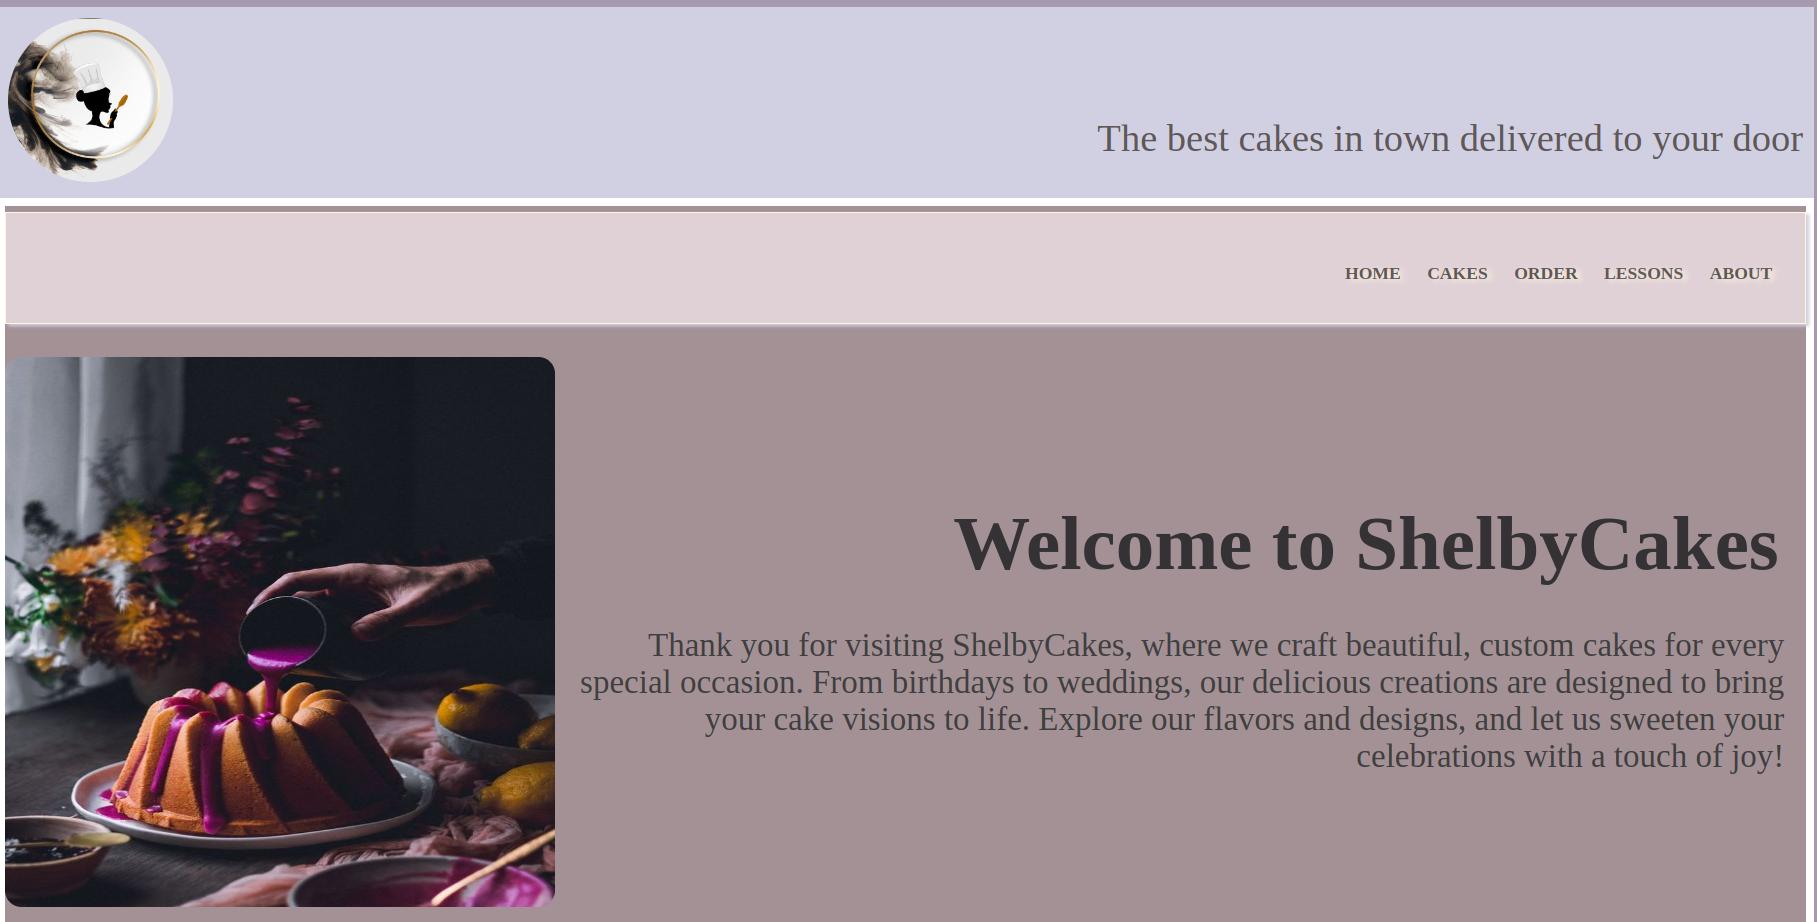 The best cakes in town delivered to your door
HOME CAKES ORDER LESSONS ABOUT
Welcome to ShelbyCakes
Thank you for visiting ShelbyCakes, where we craft beautiful, custom cakes for every
special occasion. From birthdays to weddings, our delicious creations are designed to bring
your cake visions to life. Explore our flavors and designs, and let us sweeten your
celebrations with a touch of joy!